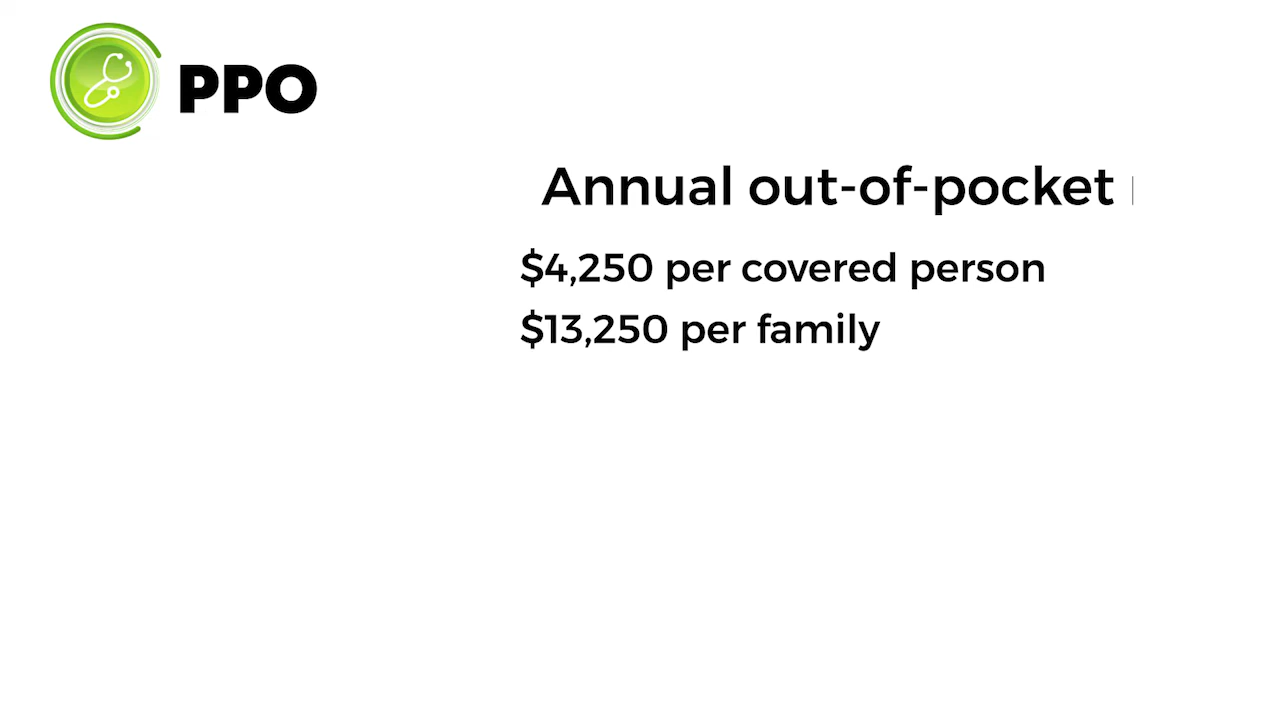 PPO
Annual out-of-pocket
$4,250 per covered person
$13,250 per family